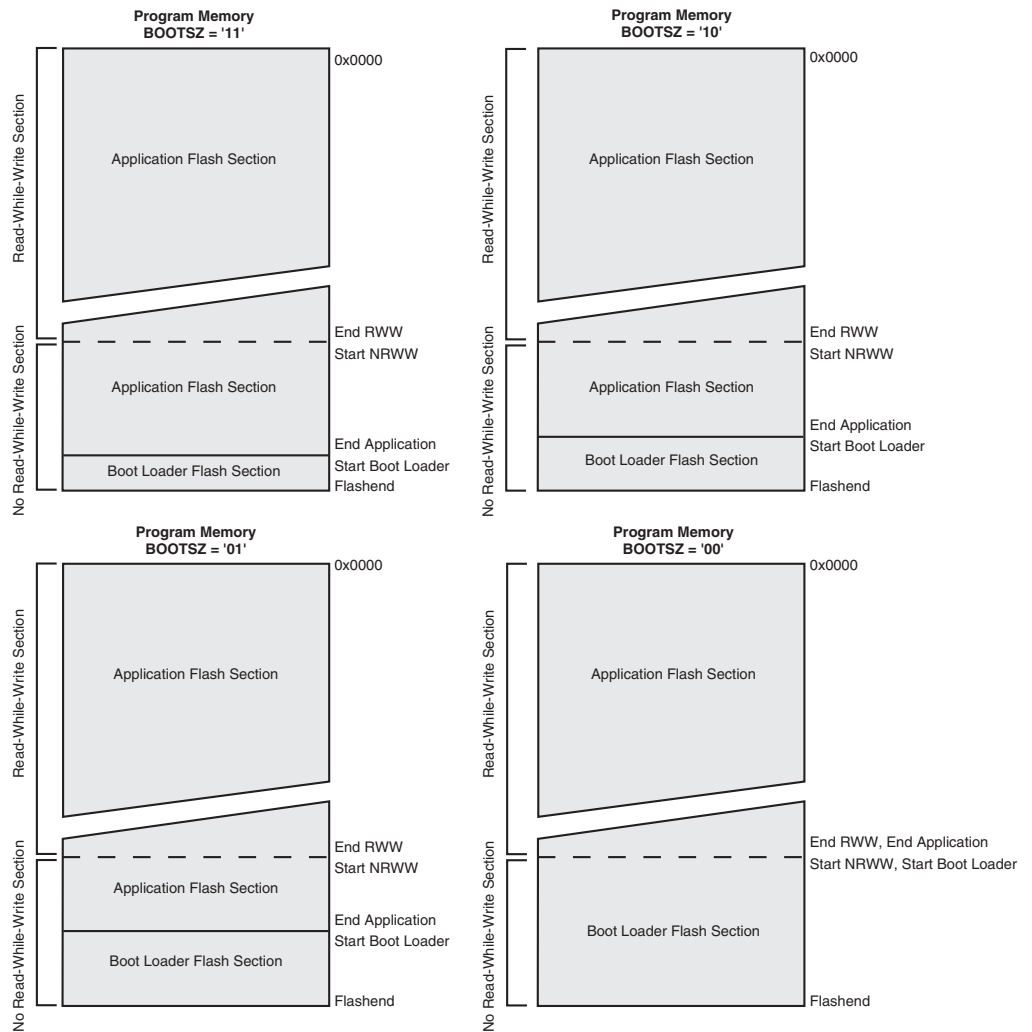 Program Memory
BOOTSZ = '11'
0x0000
Read-While-Write Section
Application Flash Section
End RWW
Start NRWW
No Read-While-Write Section
Application Flash Section
End Application
Start Boot Loader
Boot Loader Flash Section
Flashend
Program Memory
BOOTSZ = '10'
0x0000
Read-While-Write Section
Application Flash Section
End RWW
Start NRWW
No Read-While-Write Section
Application Flash Section
End Application
Start Boot Loader
Boot Loader Flash Section
Flashend
Program Memory
BOOTSZ = '01'
0x0000
Read-While-Write Section
Application Flash Section
End RWW
Start NRWW
No Read-While-Write Section
Application Flash Section
End Application
Start Boot Loader
Boot Loader Flash Section
Flashend
Program Memory
BOOTSZ = '00'
0x0000
Read-While-Write Section
Application Flash Section
End RWW, End Application
Start NRWW, Start Boot Loader
No Read-While-Write Section
Boot Loader Flash Section
Flashend